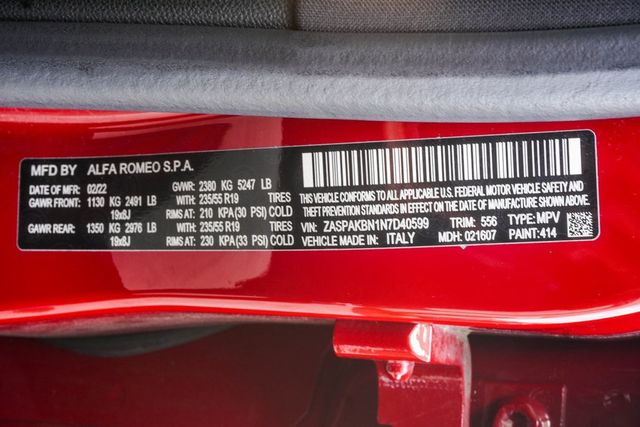 MFD BY ALFA ROMEO S.P.A.
DATE OF MFR: 02/22 GVWR: 2380 KG 5247 LB
GAWR FRONT: 1130 KG 2491 LB WITH: 235/55 R19 TIRES
19x8J RIMS AT: 210 KPA (30 PSI) COLD
GAWR REAR: 1350 KG 2976 LB WITH: 235/55 R19 TIRES
19x8J RIMS AT: 230 KPA (33 PSI) COLD
THIS VEHICLE CONFORMS TO ALL APPLICABLE U.S. FEDERAL MOTOR VEHICLE
SAFETY STANDARDS IN EFFECT ON THE DATE OF MANUFACTURE SHOWN ABOVE.
VIN: ZASPAKBN1N7D40599 TRIM: 556 TYPE: MPV
VEHICLE MADE IN: ITALY MDH: 021607 PAINT: 414